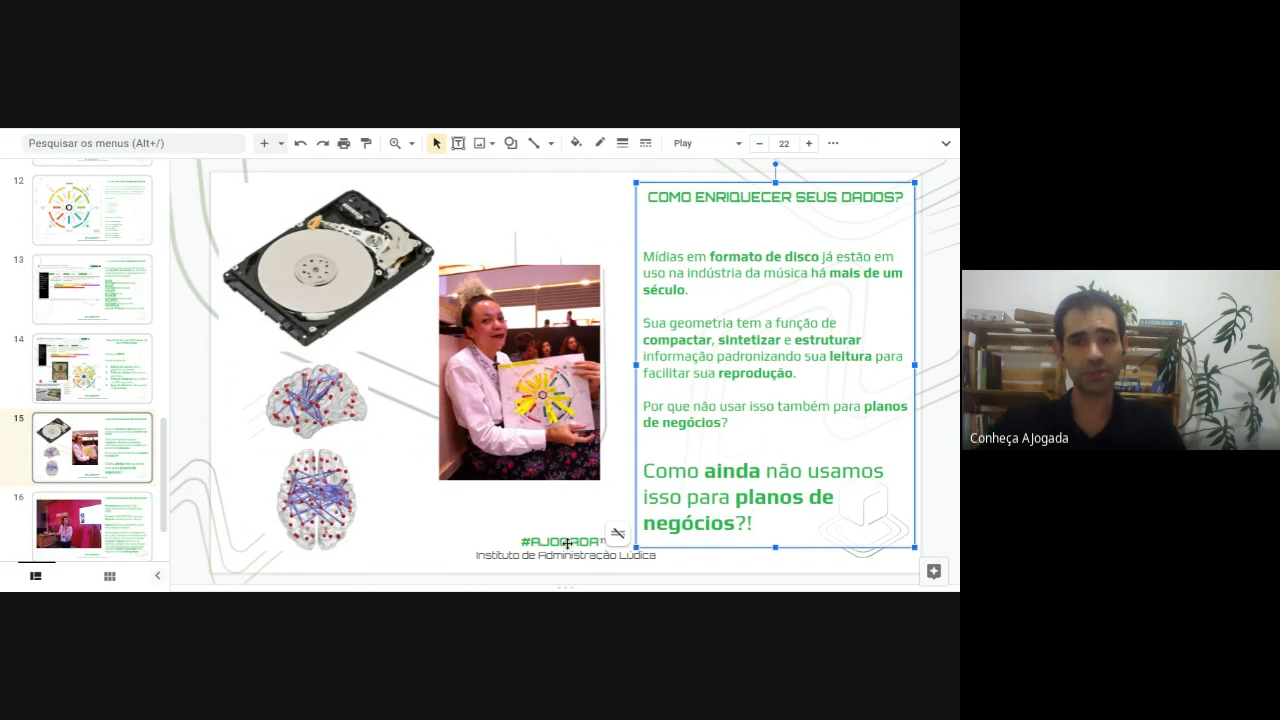 Pesquisar os menus (Alt+/)
Play
22
12
13
14
15
16
COMO ENRIQUECER SEUS DADOS?
Mídias em formato de disco já estão em
uso na indústria da música há mais de um
século.
Sua geometria tem a função de
compactar, sintetizar e estruturar
informação padronizando sua leitura para
facilitar sua reprodução.
Por que não usar isso também para planos
de negócios?
Como ainda não usamos
isso para planos de
negócios?!
#AJOGADA
Instituto de Administração Lúdica
Conheça AJogada